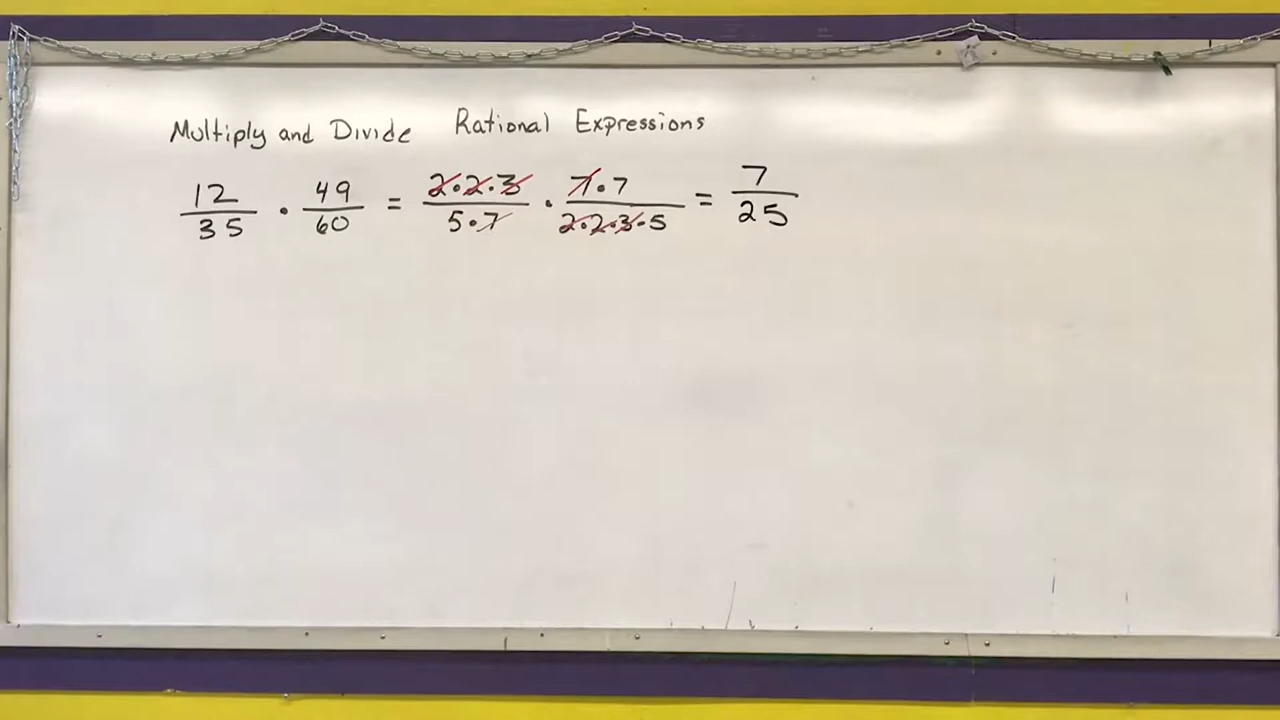 Multiply and Divide Rational Expressions
12/35 · 49/60 = 2·2·3/5·7 · 7·7/2·2·3·5 = 7/25